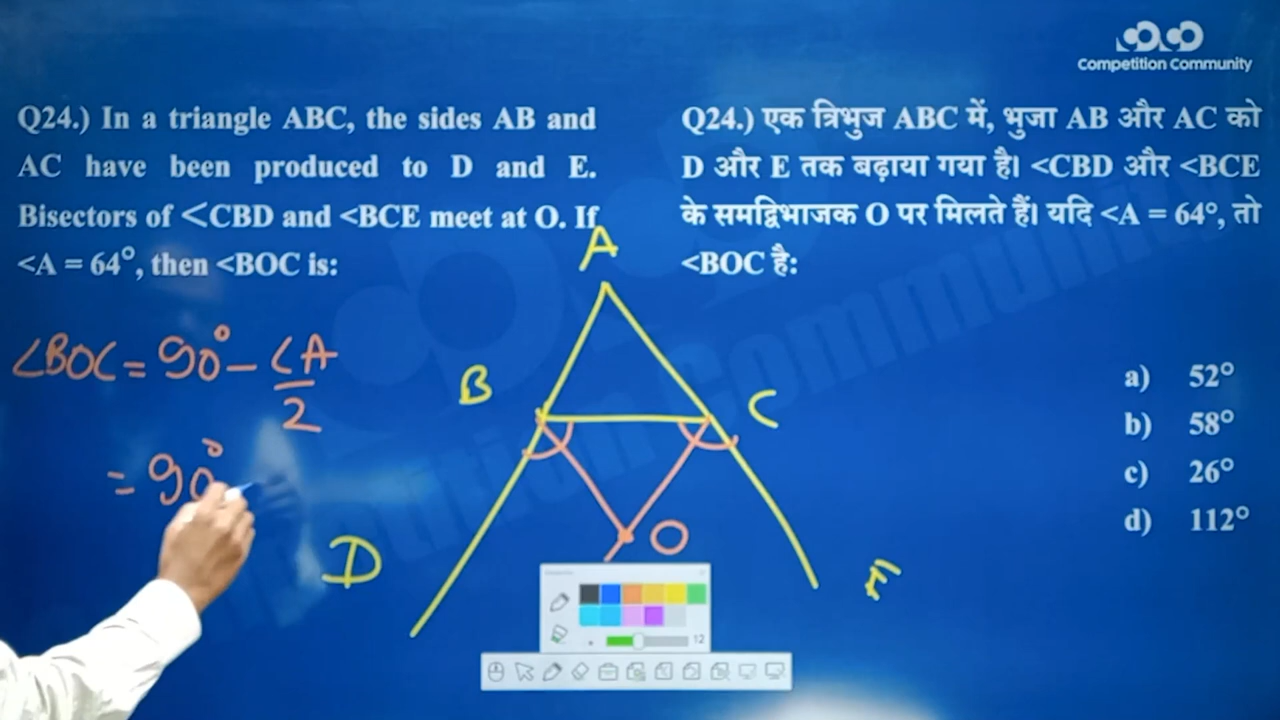 Competition Community
Q24.) In a triangle ABC, the sides AB and
AC have been produced to D and E.
Bisectors of <CBD and <BCE meet at O. If
<A = 64°, then <BOC is:
Q24.) एक त्रिभुज ABC में, भुजा AB और AC को
D और E तक बढ़ाया गया है। <CBD और <BCE
के समद्विभाजक O पर मिलते हैं। यदि <A = 64°, तो
<BOC है:
∠BOC = 90° - ∠A
2
= 90°
A
B
C
D
O
E
a) 52°
b) 58°
c) 26°
d) 112°
12